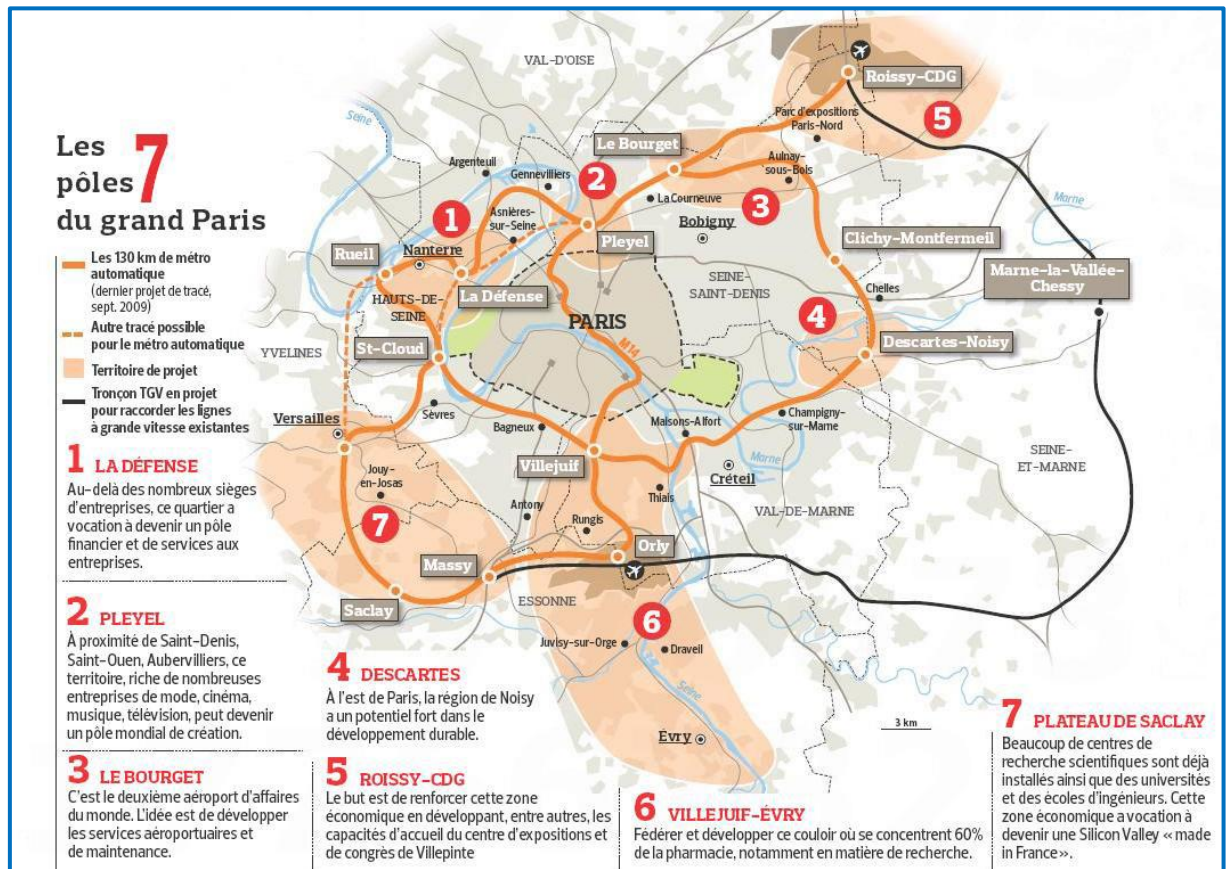 Les 7
pôles
du grand Paris
Les 130 km de métro
automatique
(dernier projet de tracé,
sept. 2009)
Autre tracé possible
pour le métro automatique
Territoire de projet
Tronçon TGV en projet
pour raccorder les lignes
à grande vitesse existantes
VAL-D'OISE
Roissy-CDG
Seine
Parc d'expositions
Paris-Nord
5
Le Bourget
Argenteuil
Gennevilliers
2
Aulnay-
sous-Bois
Asnières-
sur-Seine
La Courneuve
3
Marne
1
Bobigny
Pleyel
Rueil
Nanterre
Clichy-Montfermeil
La Défense
SEINE-
SAINT-DENIS
Marne-la-Vallée-
Chessy
HAUTS-DE-
SEINE
Chelles
PARIS
4
St-Cloud
M14
Descartes-Noisy
YVELINES
Versailles
Sèvres
Bagneux
Maisons-Alfort
Champigny-
sur-Marne
SEINE-
ET-MARNE
Villejuif
Marne
Jouy-
en-Josas
Créteil
7
Antony
Thiais
VAL-DE-MARNE
Rungis
Orly
Massy
Saclay
ESSONNE
6
Juvisy-sur-Orge
Draveil
Seine
Évry
3 km
1 LA DÉFENSE
Au-delà des nombreux sièges
d'entreprises, ce quartier a
vocation à devenir un pôle
financier et de services aux
entreprises.
2 PLEYEL
À proximité de Saint-Denis,
Saint-Ouen, Aubervilliers, ce
territoire, riche de nombreuses
entreprises de mode, cinéma,
musique, télévision, peut devenir
un pôle mondial de création.
3 LE BOURGET
C'est le deuxième aéroport d'affaires
du monde. L'idée est de développer
les services aéroportuaires et
de maintenance.
4 DESCARTES
À l'est de Paris, la région de Noisy
a un potentiel fort dans le
développement durable.
5 ROISSY-CDG
Le but est de renforcer cette zone
économique en développant, entre autres, les
capacités d'accueil du centre d'expositions et
de congrès de Villepinte
6 VILLEJUIF-ÉVRY
Fédérer et développer ce couloir où se concentrent 60%
de la pharmacie, notamment en matière de recherche.
7 PLATEAU DE SACLAY
Beaucoup de centres de
recherche scientifiques sont déjà
installés ainsi que des universités
et des écoles d'ingénieurs. Cette
zone économique a vocation à
devenir une Silicon Valley « made
in France ».